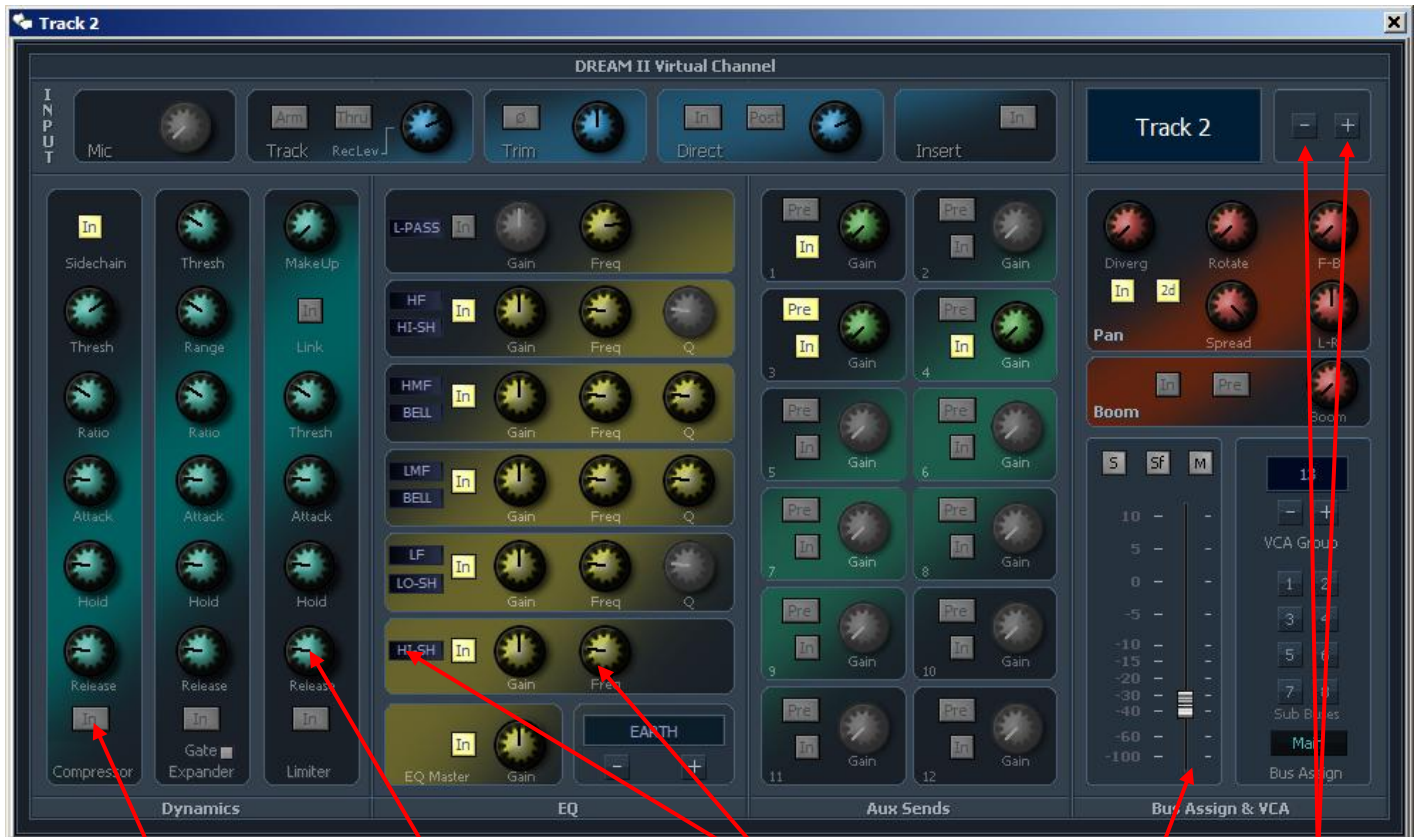 Track 2
DREAM II Virtual Channel
INPUT
Mic
Arm Thru
Track RecLev
Ø
Trim
In Post
Direct
In
Insert
Track 2
- +
In
Sidechain
Thresh
Ratio
Attack
Hold
Release
In
Compressor
Thresh
Range
Ratio
Attack
Hold
Release
In
Gate
Expander
MakeUp
In
Link
Thresh
Attack
Hold
Release
In
Limiter
Dynamics
L-PASS In
Gain Freq
HF
HI-SH
In
Gain Freq Q
HMF
BELL
In
Gain Freq Q
LMF
BELL
In
Gain Freq Q
LF
LO-SH
In
Gain Freq Q
HI-SH In
Gain Freq
In
EQ Master Gain
EARTH
- +
EQ
Pre
In
1 Gain
Pre
In
2 Gain
Pre
In
3 Gain
Pre
In
4 Gain
Pre
In
5 Gain
Pre
In
6 Gain
Pre
In
7 Gain
Pre
In
8 Gain
Pre
In
9 Gain
Pre
In
10 Gain
Pre
In
11 Gain
Pre
In
12 Gain
Aux Sends
Diverg Rotate F-B
In 2d
Pan Spread L-R
In Pre
Boom Boom
S Sf M
10
5
0
-5
-10
-15
-20
-30
-40
-60
-100
13
- +
VCA Group
1 2
3 4
5 6
7 8
Sub Buses
Main
Bus Assign
Bus Assign & VCA